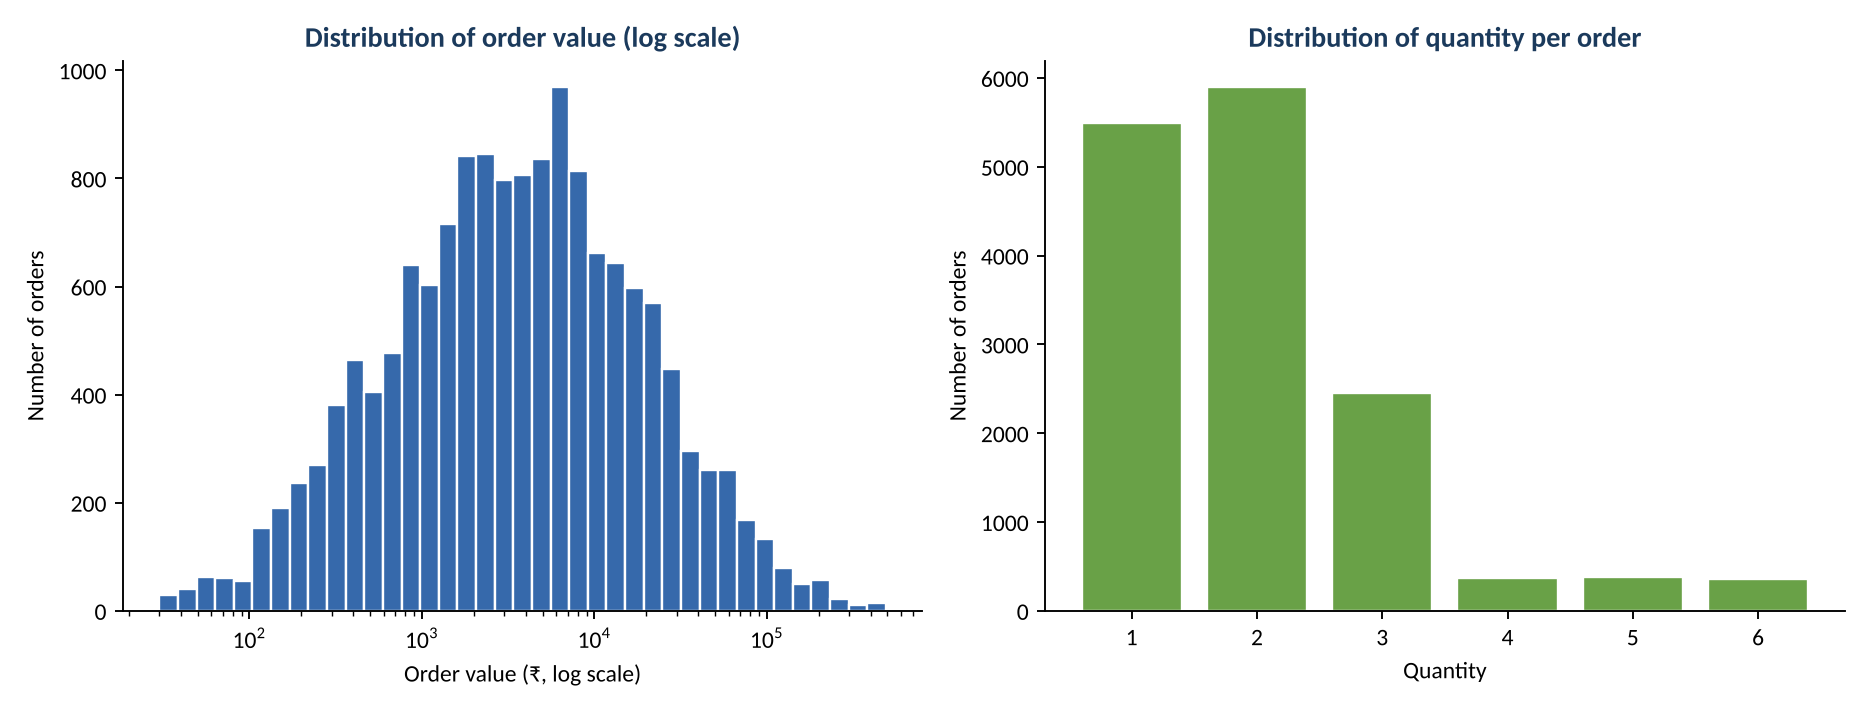 Distribution of order value (log scale)
1000
800
600
400
200
0
Number of orders
10² 10³ 10⁴ 10⁵
Order value (₹, log scale)
Distribution of quantity per order
6000
5000
4000
3000
2000
1000
0
Number of orders
1 2 3 4 5 6
Quantity